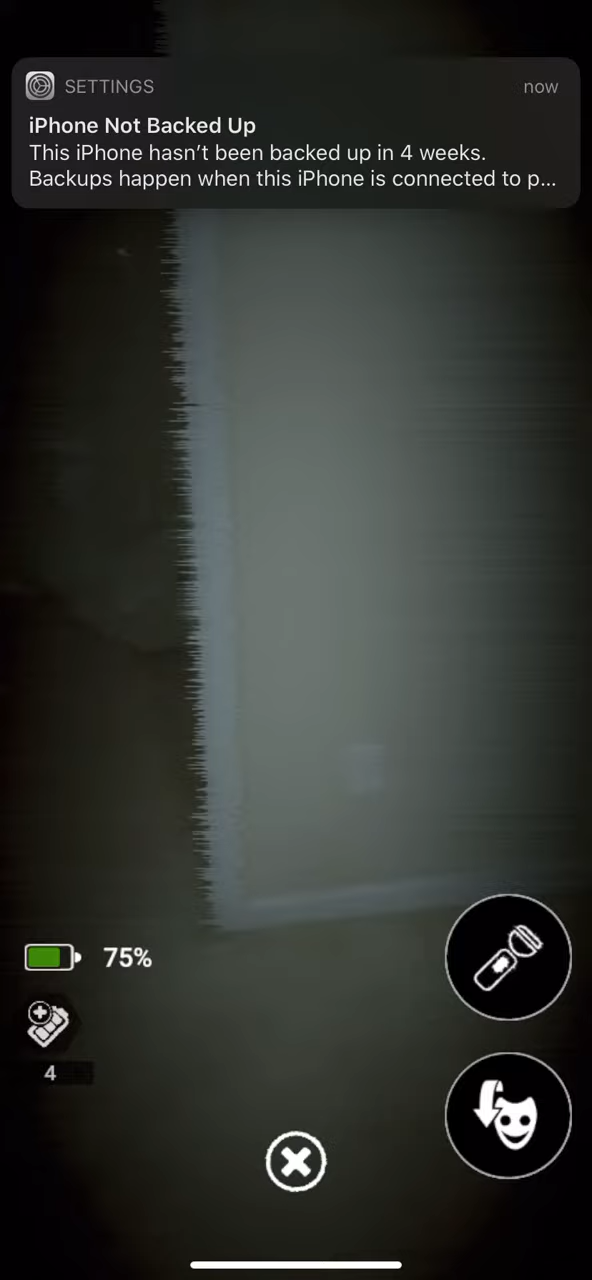 SETTINGS
now
iPhone Not Backed Up
This iPhone hasn’t been backed up in 4 weeks.
Backups happen when this iPhone is connected to p...
75%
4